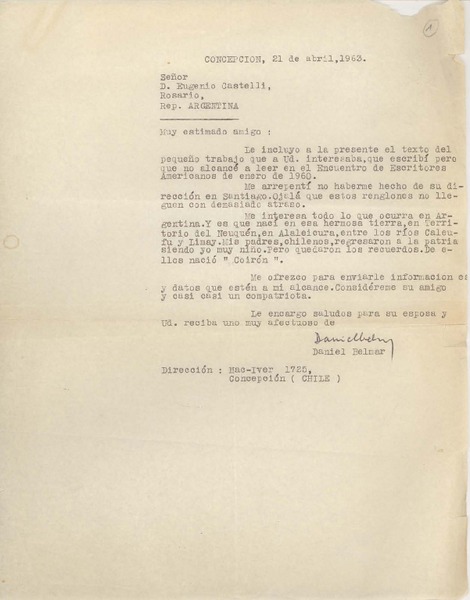 1
CONCEPCION, 21 de abril,1963.
Señor
D. Eugenio Castelli,
Rosario,
Rep. ARGENTINA
Muy estimado amigo :
Le incluyo a la presente el texto del
pequeño trabajo que a Ud. interesaba,que escribí pero
que no alcancé a leer en el Encuentro de Escritores
Americanos de enero de 1960.
Me arrepentí no haberme hecho de su di-
rección en Santiago.Ojalá que estos renglones no lle-
guen con demasiado atraso.
Me interesa todo lo que ocurra en Ar-
gentina.Y es que nací en esa hermosa tierra,en Terri-
torio del Neuquén,en Alaleicura,entre los ríos Caleu-
fu y Limay.Mis padres,chilenos,regresaron a la patria
siendo yo muy niño.Pero quedaron los recuerdos.De e-
llos nació " Coirón ".
Me ofrezco para enviarle informacion es
y datos que estén a mi alcance.Considéreme su amigo
y casi casi un compatriota.
Le encargo saludos para su esposa y
Ud. reciba uno muy afectuoso de
Daniel Belmar
Daniel Belmar
Dirección : Mac-Iver 1725,
Concepción ( CHILE )